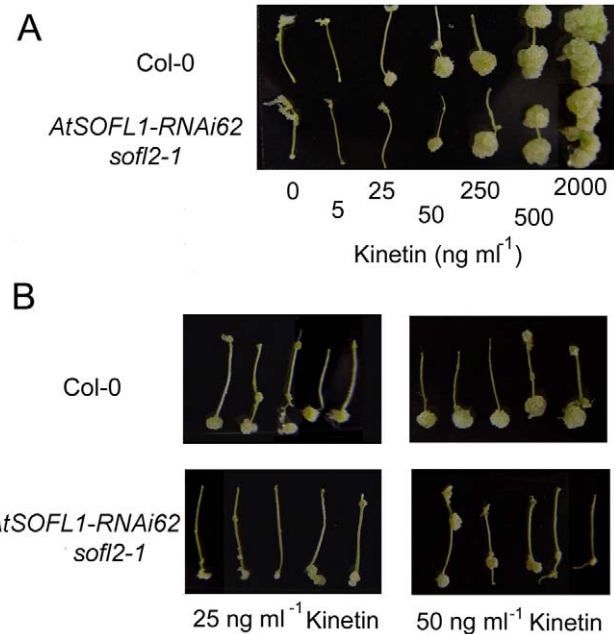 A
Col-0
AtSOFL1-RNAi62
sofl2-1
0 5 25 50 250 500 2000
Kinetin (ng ml-1)
B
Col-0
AtSOFL1-RNAi62
sofl2-1
25 ng ml-1 Kinetin 50 ng ml-1 Kinetin